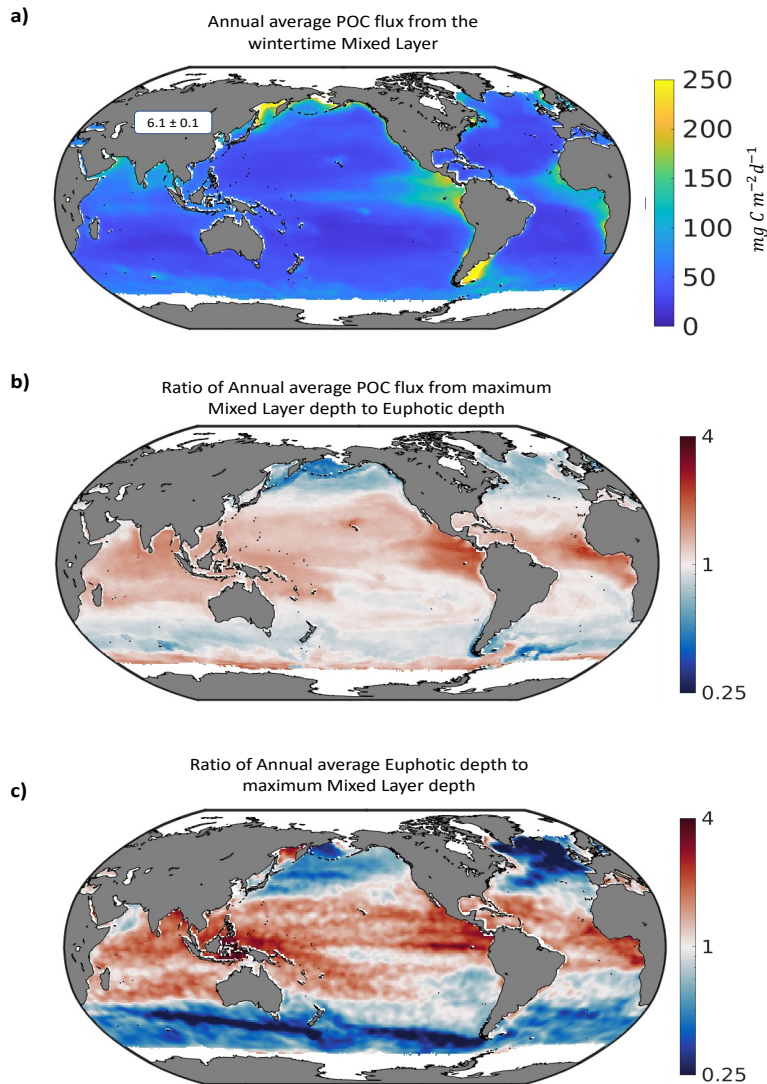 a)
Annual average POC flux from the
wintertime Mixed Layer
6.1 ± 0.1
250
200
150
100
50
0
mg C m⁻² d⁻¹
b)
Ratio of Annual average POC flux from maximum
Mixed Layer depth to Euphotic depth
4
1
0.25
Ratio of Annual average Euphotic depth to
maximum Mixed Layer depth
c)
4
1
0.25